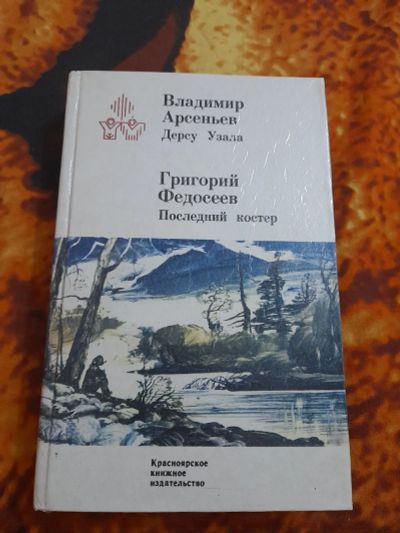 Владимир
Арсеньев
Дерсу Узала
Григорий
Федосеев
Последний костер
Красноярское
книжное
издательство